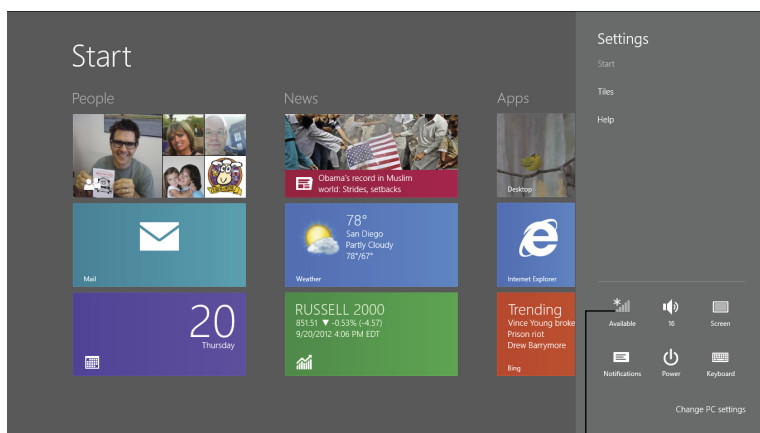 Start
People
News
Apps
Obama's record in Muslim
world: Strides, setbacks
Desktop
Mail
78°
San Diego
Partly Cloudy
78°/67°
Weather
Internet Explorer
20
Thursday
RUSSELL 2000
851.51 ▼ -0.53% (-4.57)
9/20/2012 4:06 PM EDT
Trending
Vince Young broke
Prison riot
Drew Barrymore
Bing
Settings
Start
Tiles
Help
Available
16
Screen
Notifications
Power
Keyboard
Change PC settings